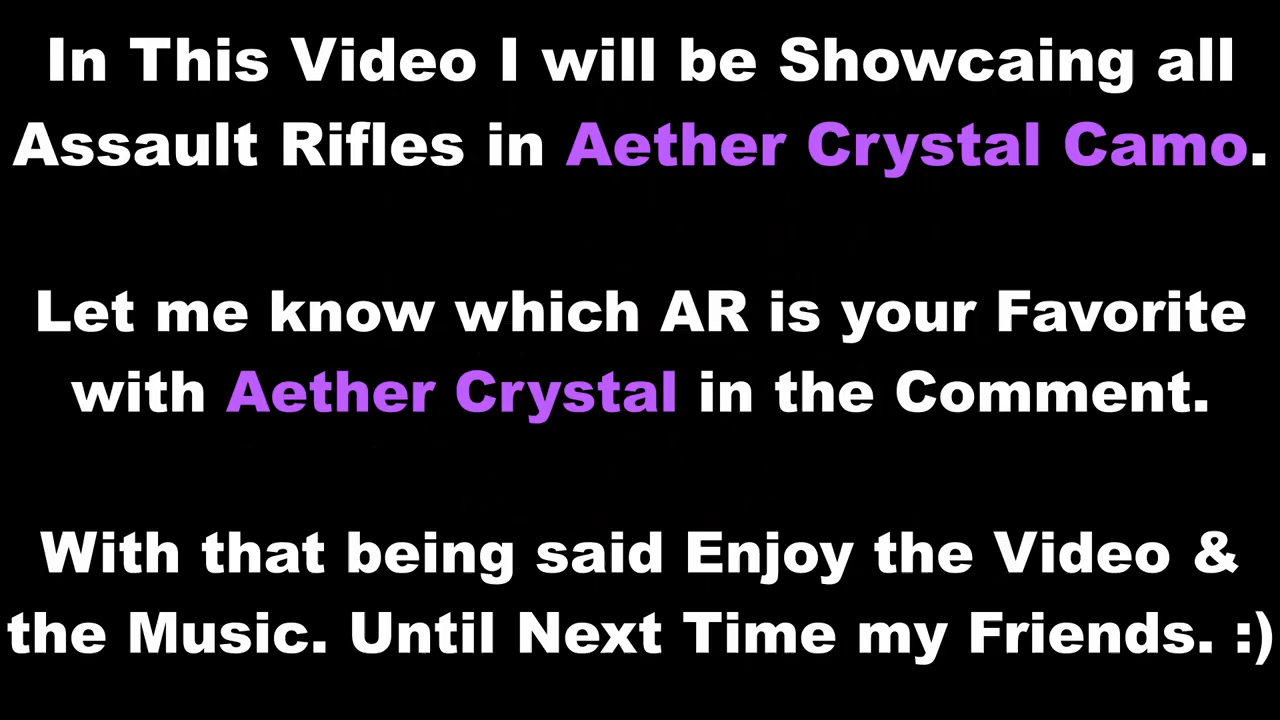 In This Video I will be Showcaing all
Assault Rifles in Aether Crystal Camo.
Let me know which AR is your Favorite
with Aether Crystal in the Comment.
With that being said Enjoy the Video &
the Music. Until Next Time my Friends. :)